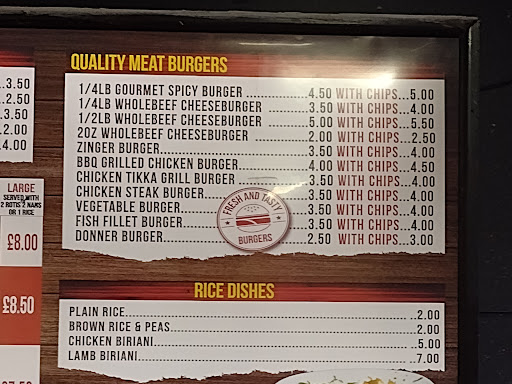 QUALITY MEAT BURGERS
1/4LB GOURMET SPICY BURGER ............... 4.50 WITH CHIPS...5.00
1/4LB WHOLEBEEF CHEESEBURGER ........... 3.50 WITH CHIPS...4.00
1/2LB WHOLEBEEF CHEESEBURGER ........... 5.00 WITH CHIPS...5.50
2OZ WHOLEBEEF CHEESEBURGER ............... 2.00 WITH CHIPS...2.50
ZINGER BURGER.................................3.50 WITH CHIPS...4.00
BBQ GRILLED CHICKEN BURGER.................4.00 WITH CHIPS...4.50
CHICKEN TIKKA GRILL BURGER.................3.50 WITH CHIPS...4.00
CHICKEN STEAK BURGER.......................3.50 WITH CHIPS...4.00
VEGETABLE BURGER...........................3.50 WITH CHIPS...4.00
FISH FILLET BURGER.........................3.50 WITH CHIPS...4.00
DONNER BURGER..............................2.50 WITH CHIPS...3.00
FRESH AND TASTY
BURGERS
RICE DISHES
PLAIN RICE.................................................2.00
BROWN RICE & PEAS..........................................2.00
CHICKEN BIRIANI............................................5.00
LAMB BIRIANI...............................................7.00
..3.50
..2.50
..3.50
..2.00
..4.00
LARGE
SERVED WITH
2 ROTIS 2 NANS
OR 1 RICE
£8.00
£8.50